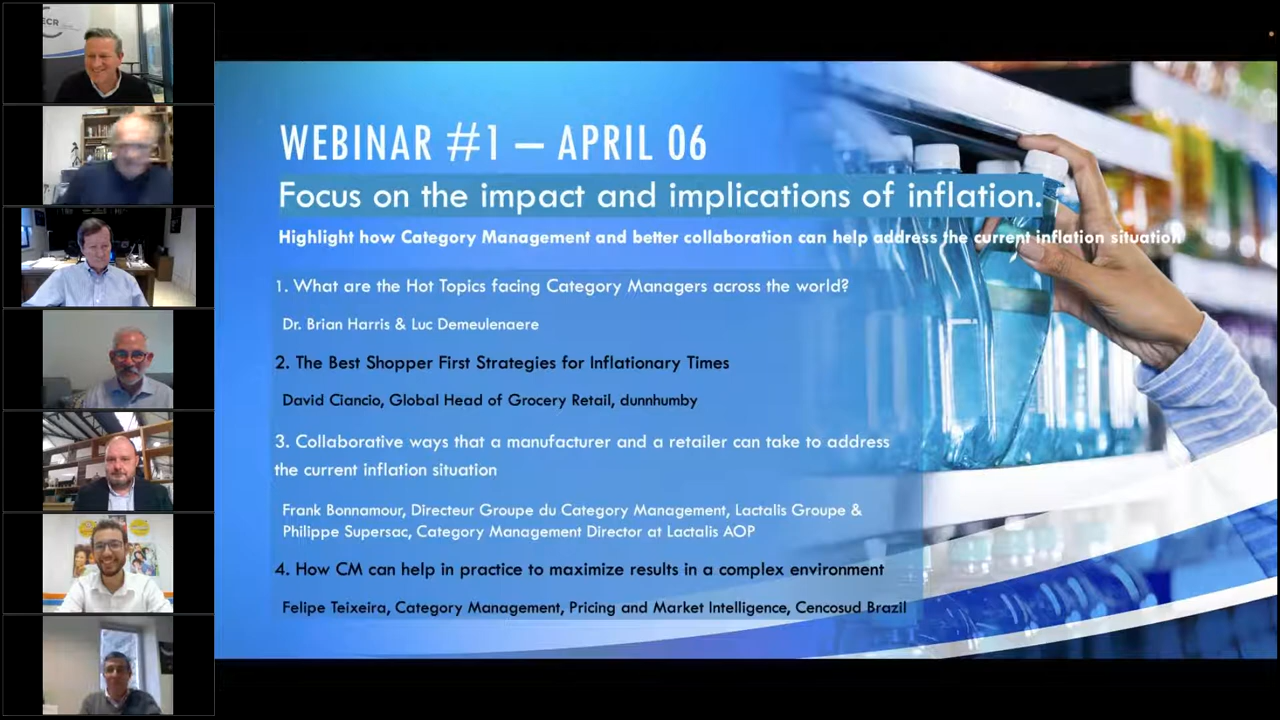 ECR
WEBINAR #1 – APRIL 06
Focus on the impact and implications of inflation.
Highlight how Category Management and better collaboration can help address the current inflation situation
1. What are the Hot Topics facing Category Managers across the world?
Dr. Brian Harris & Luc Demeulenaere
2. The Best Shopper First Strategies for Inflationary Times
David Ciancio, Global Head of Grocery Retail, dunnhumby
3. Collaborative ways that a manufacturer and a retailer can take to address
the current inflation situation
Frank Bonnamour, Directeur Groupe du Category Management, Lactalis Groupe &
Philippe Supersac, Category Management Director at Lactalis AOP
4. How CM can help in practice to maximize results in a complex environment
Felipe Teixeira, Category Management, Pricing and Market Intelligence, Cencosud Brazil